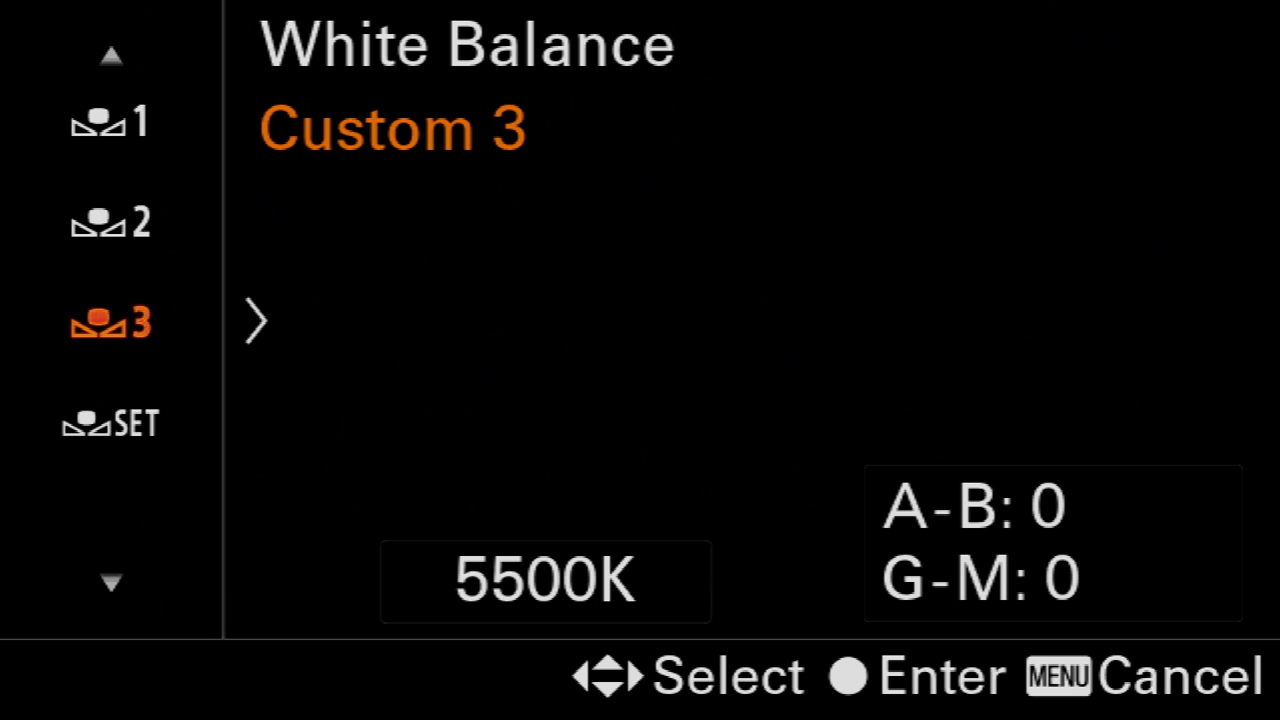 White Balance
Custom 3
1
2
3
SET
A-B: 0
5500K
G-M: 0
Select Enter MENU Cancel